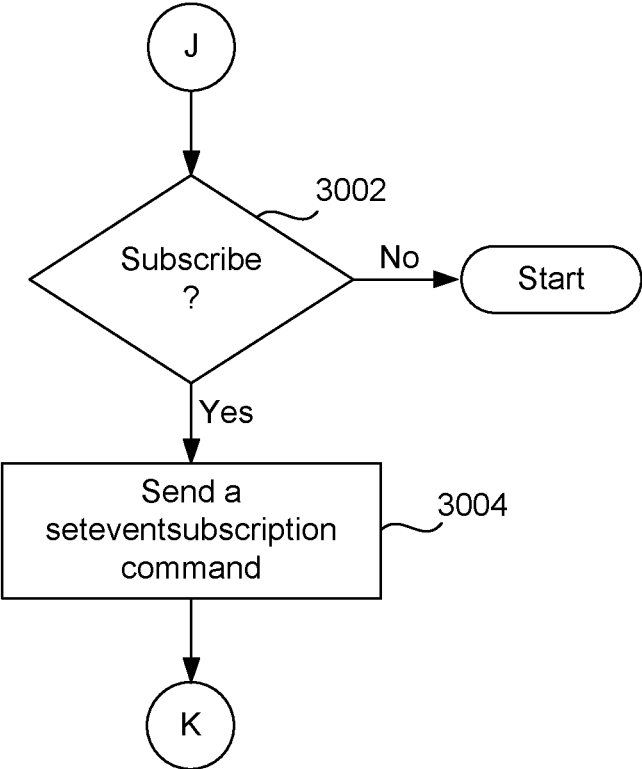 J
3002
Subscribe
?
No
Start
Yes
Send a
seteventsubscription
command
3004
K